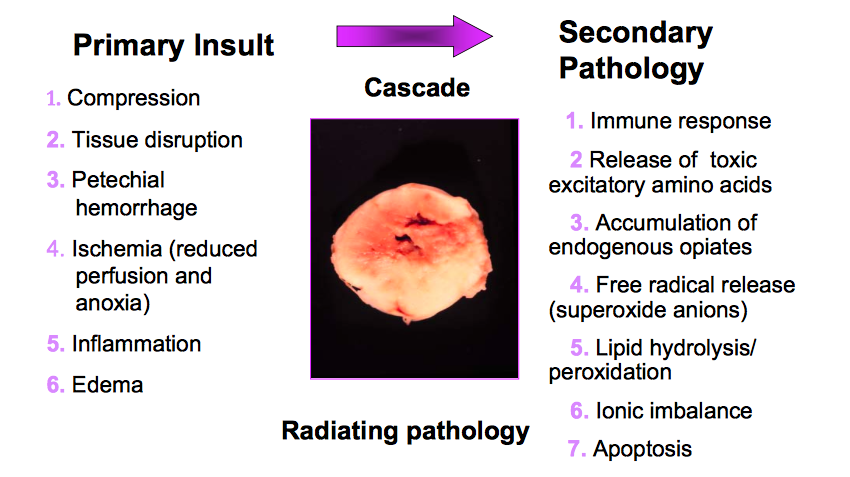 Primary Insult
1. Compression
2. Tissue disruption
3. Petechial
hemorrhage
4. Ischemia (reduced
perfusion and
anoxia)
5. Inflammation
6. Edema
Cascade
Radiating pathology
Secondary
Pathology
1. Immune response
2 Release of toxic
excitatory amino acids
3. Accumulation of
endogenous opiates
4. Free radical release
(superoxide anions)
5. Lipid hydrolysis/
peroxidation
6. Ionic imbalance
7. Apoptosis